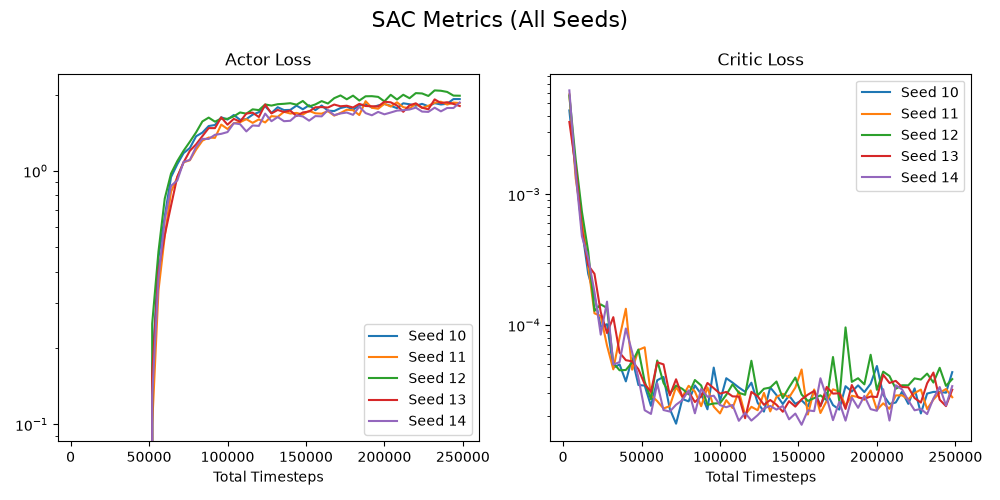 SAC Metrics (All Seeds)
Actor Loss
10⁰
10⁻¹
0 50000 100000 150000 200000 250000
Total Timesteps
Seed 10
Seed 11
Seed 12
Seed 13
Seed 14
Critic Loss
10⁻³
10⁻⁴
0 50000 100000 150000 200000 250000
Total Timesteps
Seed 10
Seed 11
Seed 12
Seed 13
Seed 14